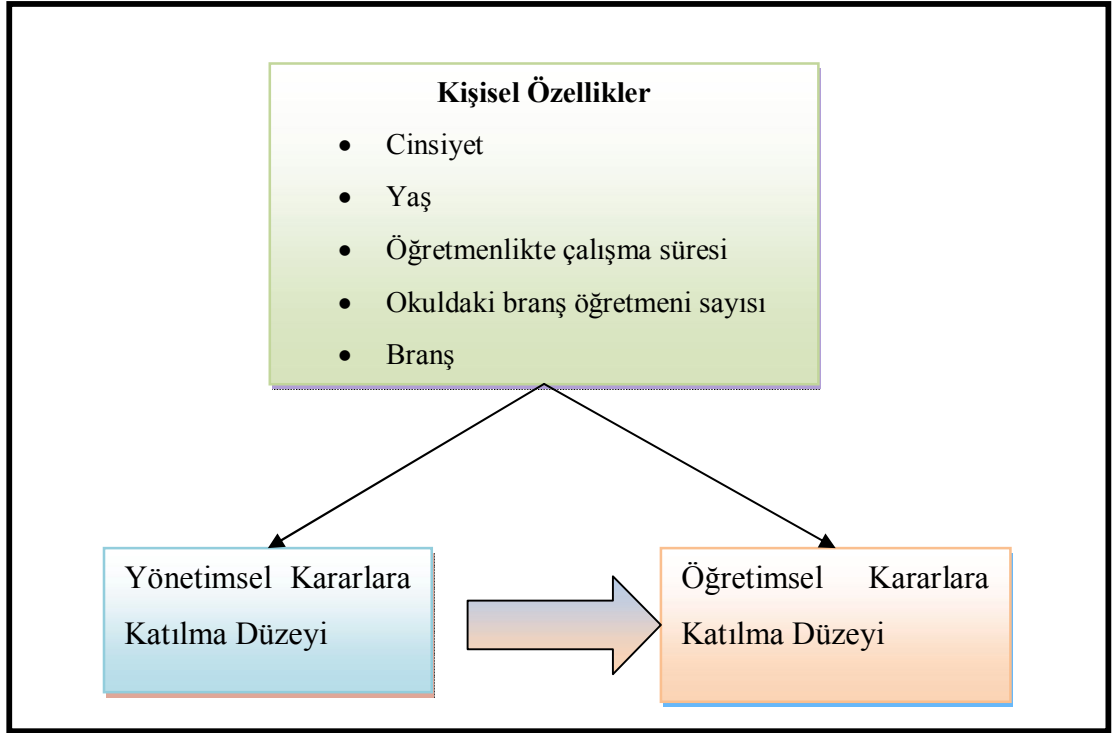 Kişisel Özellikler
• Cinsiyet
• Yaş
• Öğretmenlikte çalışma süresi
• Okuldaki branş öğretmeni sayısı
• Branş
Yönetimsel Kararlara
Katılma Düzeyi
Öğretimsel Kararlara
Katılma Düzeyi